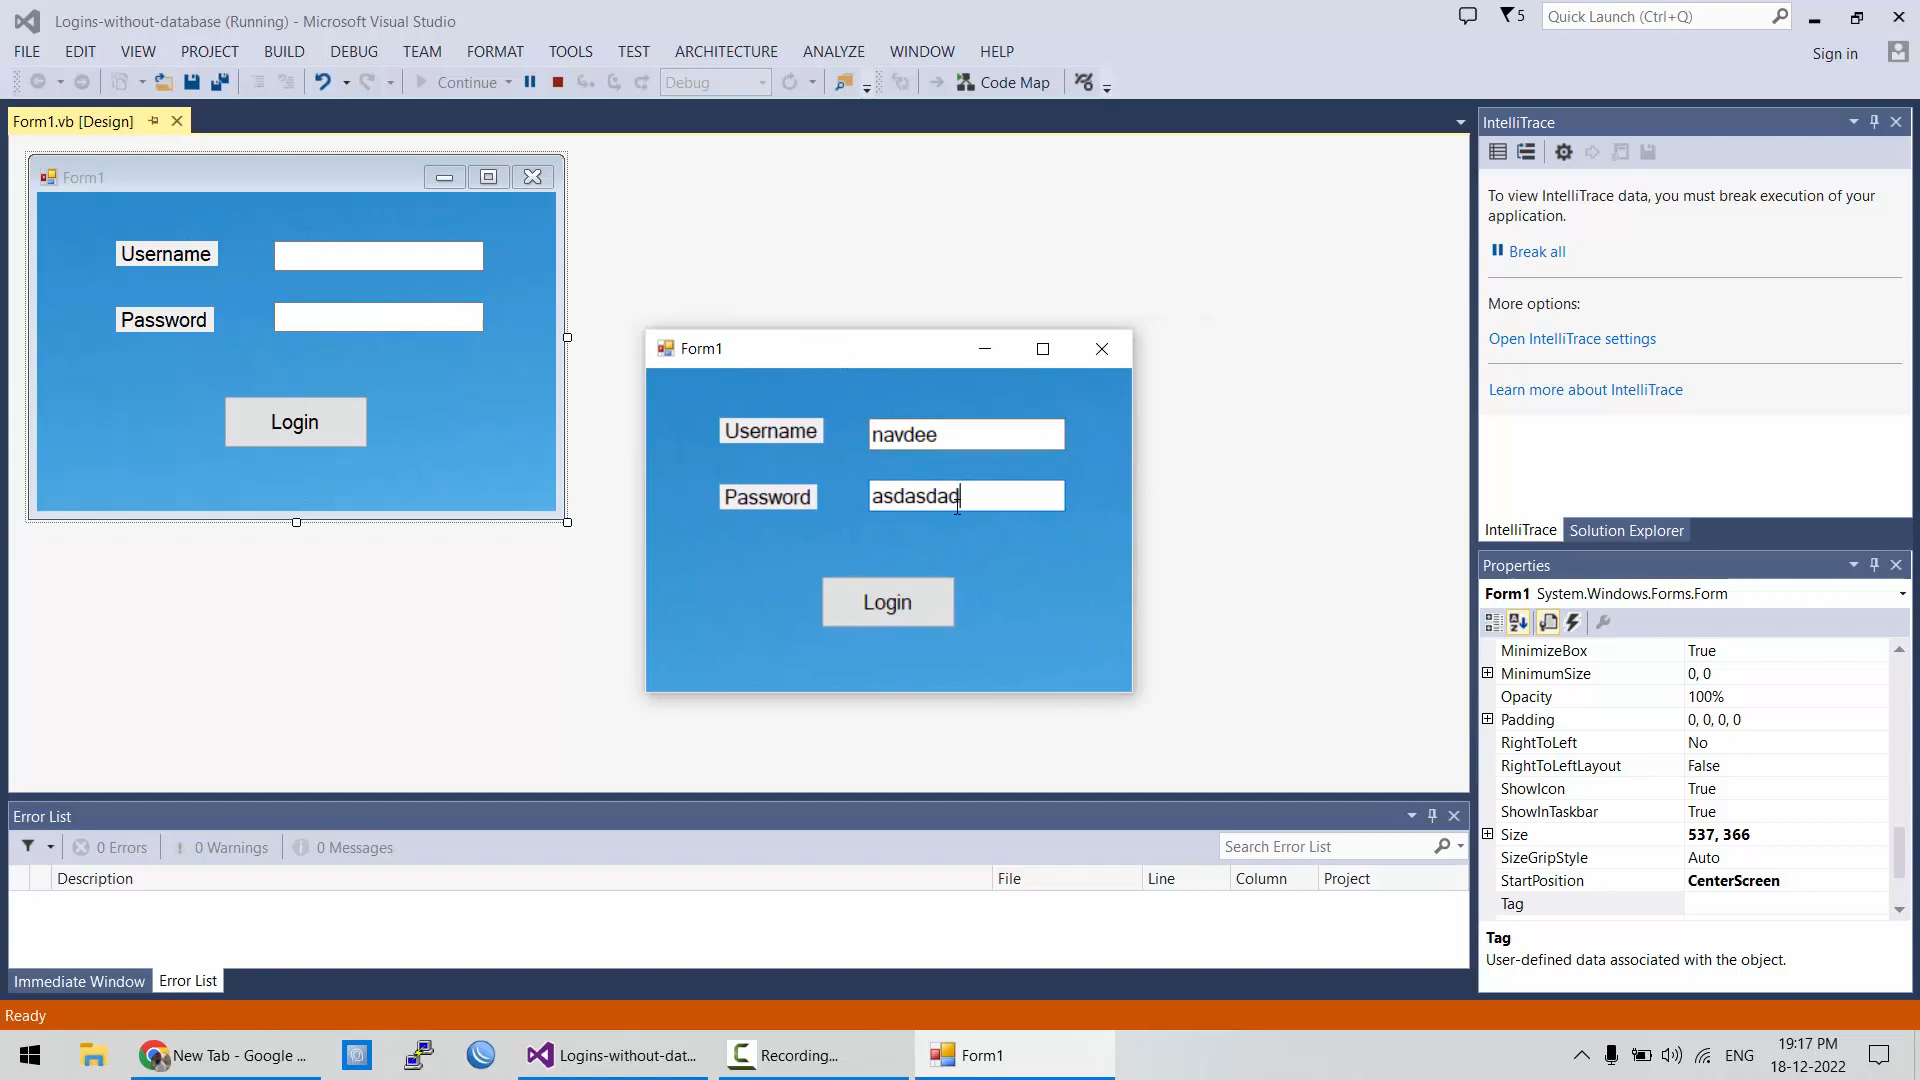 Logins-without-database (Running) - Microsoft Visual Studio
5
Quick Launch (Ctrl+Q)
FILE EDIT VIEW PROJECT BUILD DEBUG TEAM FORMAT TOOLS TEST ARCHITECTURE ANALYZE WINDOW HELP
Sign in
Continue
Debug
Code Map
Form1.vb [Design]
Form1
Username
Password
Login
Form1
Username navdee
Password asdasdad
Login
IntelliTrace
To view IntelliTrace data, you must break execution of your
application.
Break all
More options:
Open IntelliTrace settings
Learn more about IntelliTrace
IntelliTrace Solution Explorer
Properties
Form1 System.Windows.Forms.Form
MinimizeBox True
MinimumSize 0, 0
Opacity 100%
Padding 0, 0, 0, 0
RightToLeft No
RightToLeftLayout False
ShowIcon True
ShowInTaskbar True
Size 537, 366
SizeGripStyle Auto
StartPosition CenterScreen
Tag
Tag
User-defined data associated with the object.
Error List
0 Errors 0 Warnings 0 Messages
Search Error List
Description File Line Column Project
Immediate Window Error List
Ready
New Tab - Google ...
Logins-without-dat...
Recording...
Form1
ENG
19:17 PM
18-12-2022